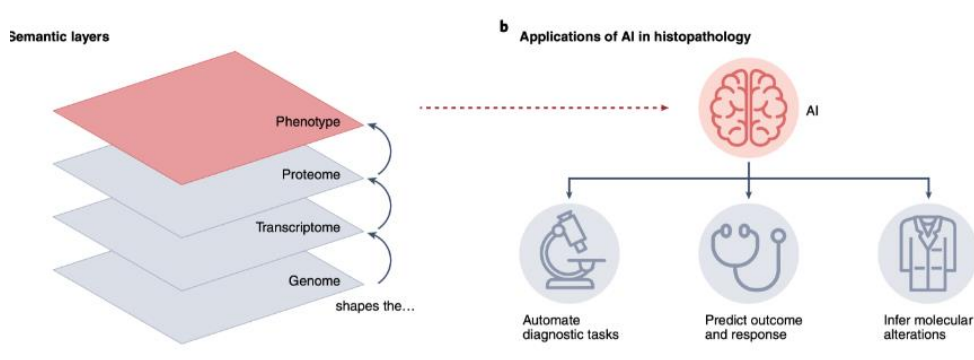 Semantic layers
Phenotype
Proteome
Transcriptome
Genome
shapes the...
b
Applications of AI in histopathology
AI
Automate
diagnostic tasks
Predict outcome
and response
Infer molecular
alterations